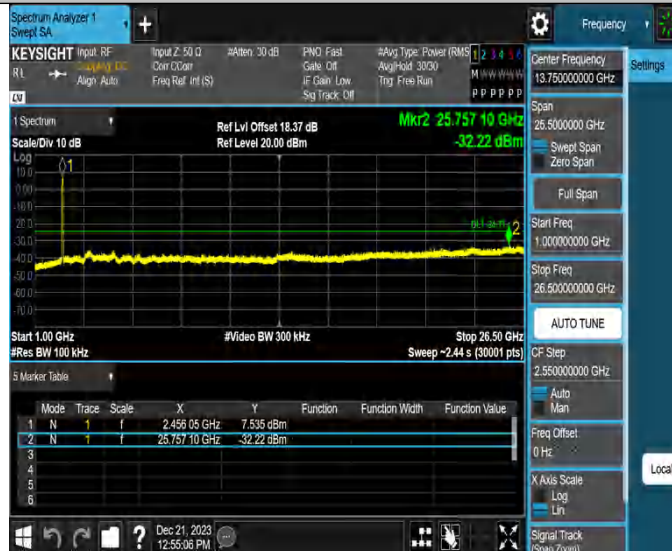 Spectrum Analyzer 1
Swept SA
+
Frequency
KEYSIGHT
Input: RF
Coupling: DC
Align: Auto
Input Z: 50 Ω
Corr CCorr
Freq Ref: Int (S)
#Atten: 30 dB
PNO: Fast
Gate: Off
IF Gain: Low
Sig Track: Off
#Avg Type: Power (RMS
Avg|Hold: 30/30
Trig: Free Run
1 2 3 4 5 6
M W W W W W
P P P P P P
RL
LXI
1 Spectrum
Scale/Div 10 dB
Ref Lvl Offset 18.37 dB
Ref Level 20.00 dBm
Mkr2 25.757 10 GHz
-32.22 dBm
Log
10.0
0.00
-10.0
-20.0
-30.0
-40.0
-50.0
-60.0
-70.0
1
2
Start 1.00 GHz
#Res BW 100 kHz
#Video BW 300 kHz
Stop 26.50 GHz
Sweep ~2.44 s (30001 pts)
5 Marker Table
Mode Trace Scale X Y Function Function Width Function Value
1 N 1 f 2.456 05 GHz 7.535 dBm
2 N 1 f 25.757 10 GHz -32.22 dBm
3
4
5
6
Dec 21, 2023
12:55:06 PM
?
Center Frequency
13.750000000 GHz
Settings
Span
25.5000000 GHz
Swept Span
Zero Span
Full Span
Start Freq
1.000000000 GHz
Stop Freq
26.500000000 GHz
AUTO TUNE
CF Step
2.550000000 GHz
Auto
Man
Freq Offset
0 Hz
Local
X Axis Scale
Log
Lin
Signal Track
(Span Zoom)